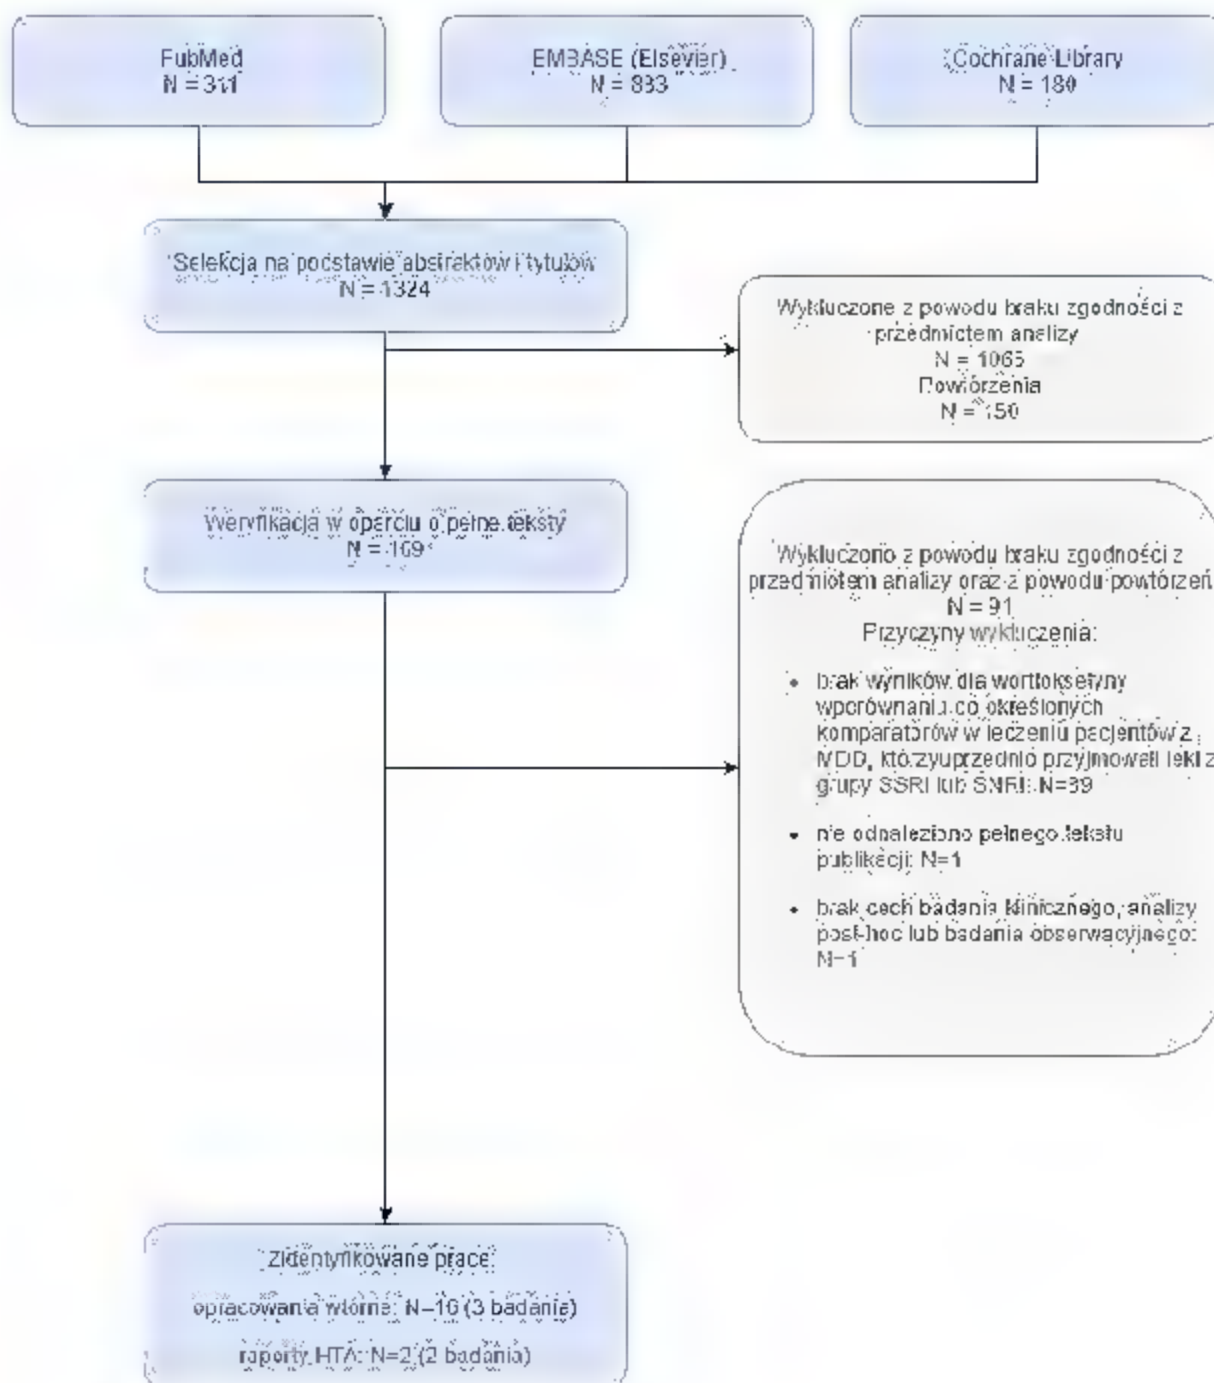 PubMed
N = 311
EMBASE (Elsevier)
N = 833
Cochrane Library
N = 180
Selekcja na podstawie abstraktów i tytułów
N = 1324
Wykluczone z powodu braku zgodności z
przedmiotem analizy
N = 1065
Powtórzenia
N = 150
Weryfikacja w oparciu o pełne teksty
N = 109
Wykluczono z powodu braku zgodności z
przedmiotem analizy oraz z powodu powtórzeń
N = 91
Przyczyny wykluczenia:
• brak wyników dla wortioksetyny
wporównaniu do określonych
komparatorów w leczeniu pacjentów z
MDD, którzyuprzednio przyjmowali leki z
grupy SSRI lub SNRI: N=89
• nie odnaleziono pełnego tekstu
publikacji: N=1
• brak cech badania klinicznego, analizy
post-hoc lub badania obserwacyjnego:
N=1
Zidentyfikowane prace:
opracowania wtórne: N=16 (3 badania)
raporty HTA: N=2 (2 badania)